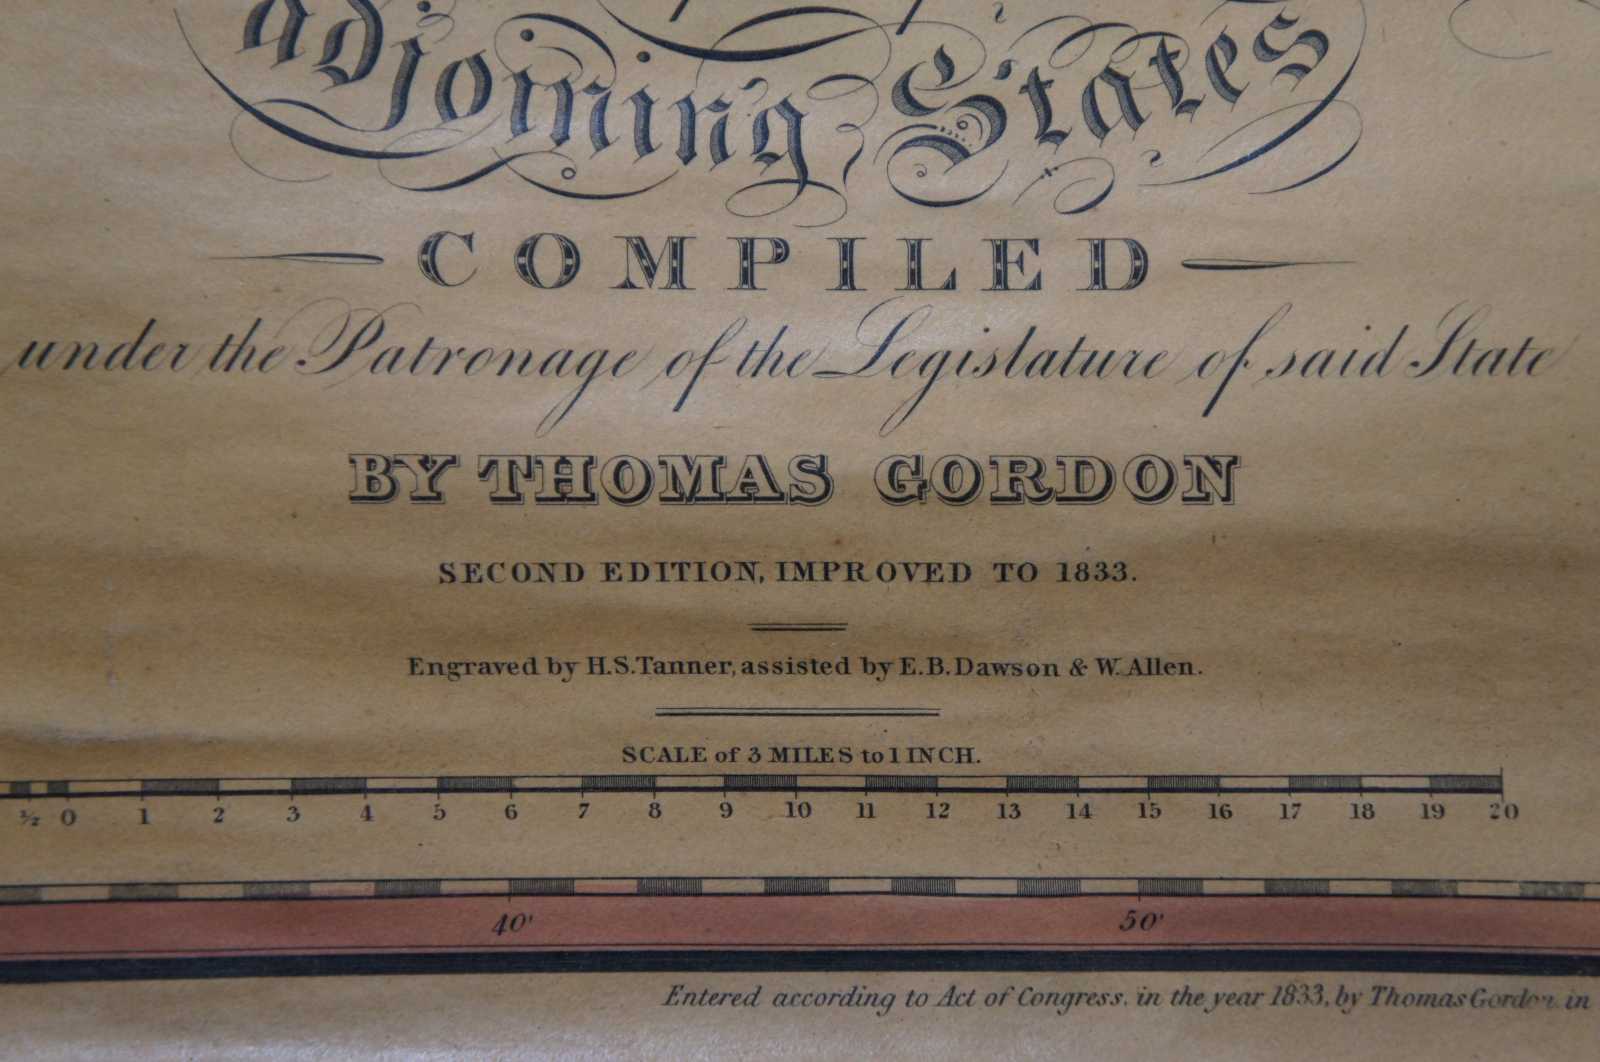 adjoining States
COMPILED
under the Patronage of the Legislature of said State
BY THOMAS GORDON
SECOND EDITION, IMPROVED TO 1833.
Engraved by H.S. Tanner, assisted by E.B. Dawson & W. Allen.
SCALE of 3 MILES to 1 INCH.
½ 0 1 2 3 4 5 6 7 8 9 10 11 12 13 14 15 16 17 18 19 20
40' 50'
Entered according to Act of Congress, in the year 1833, by Thomas Gordon, in